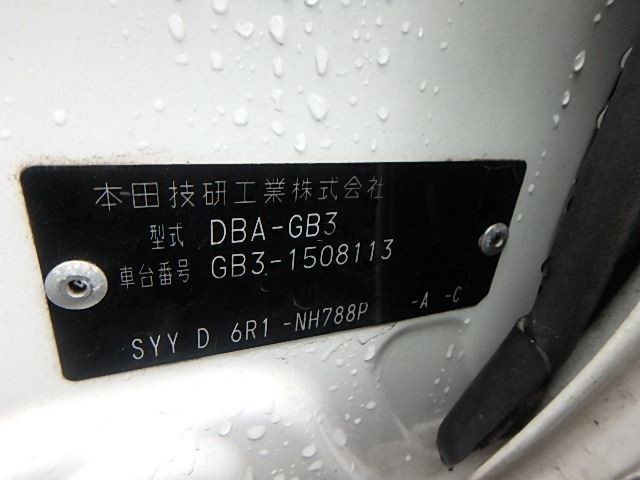 本田技研工業株式会社
型式 DBA-GB3
車台番号 GB3-1508113
SYY D 6R1 -NH788P -A -C